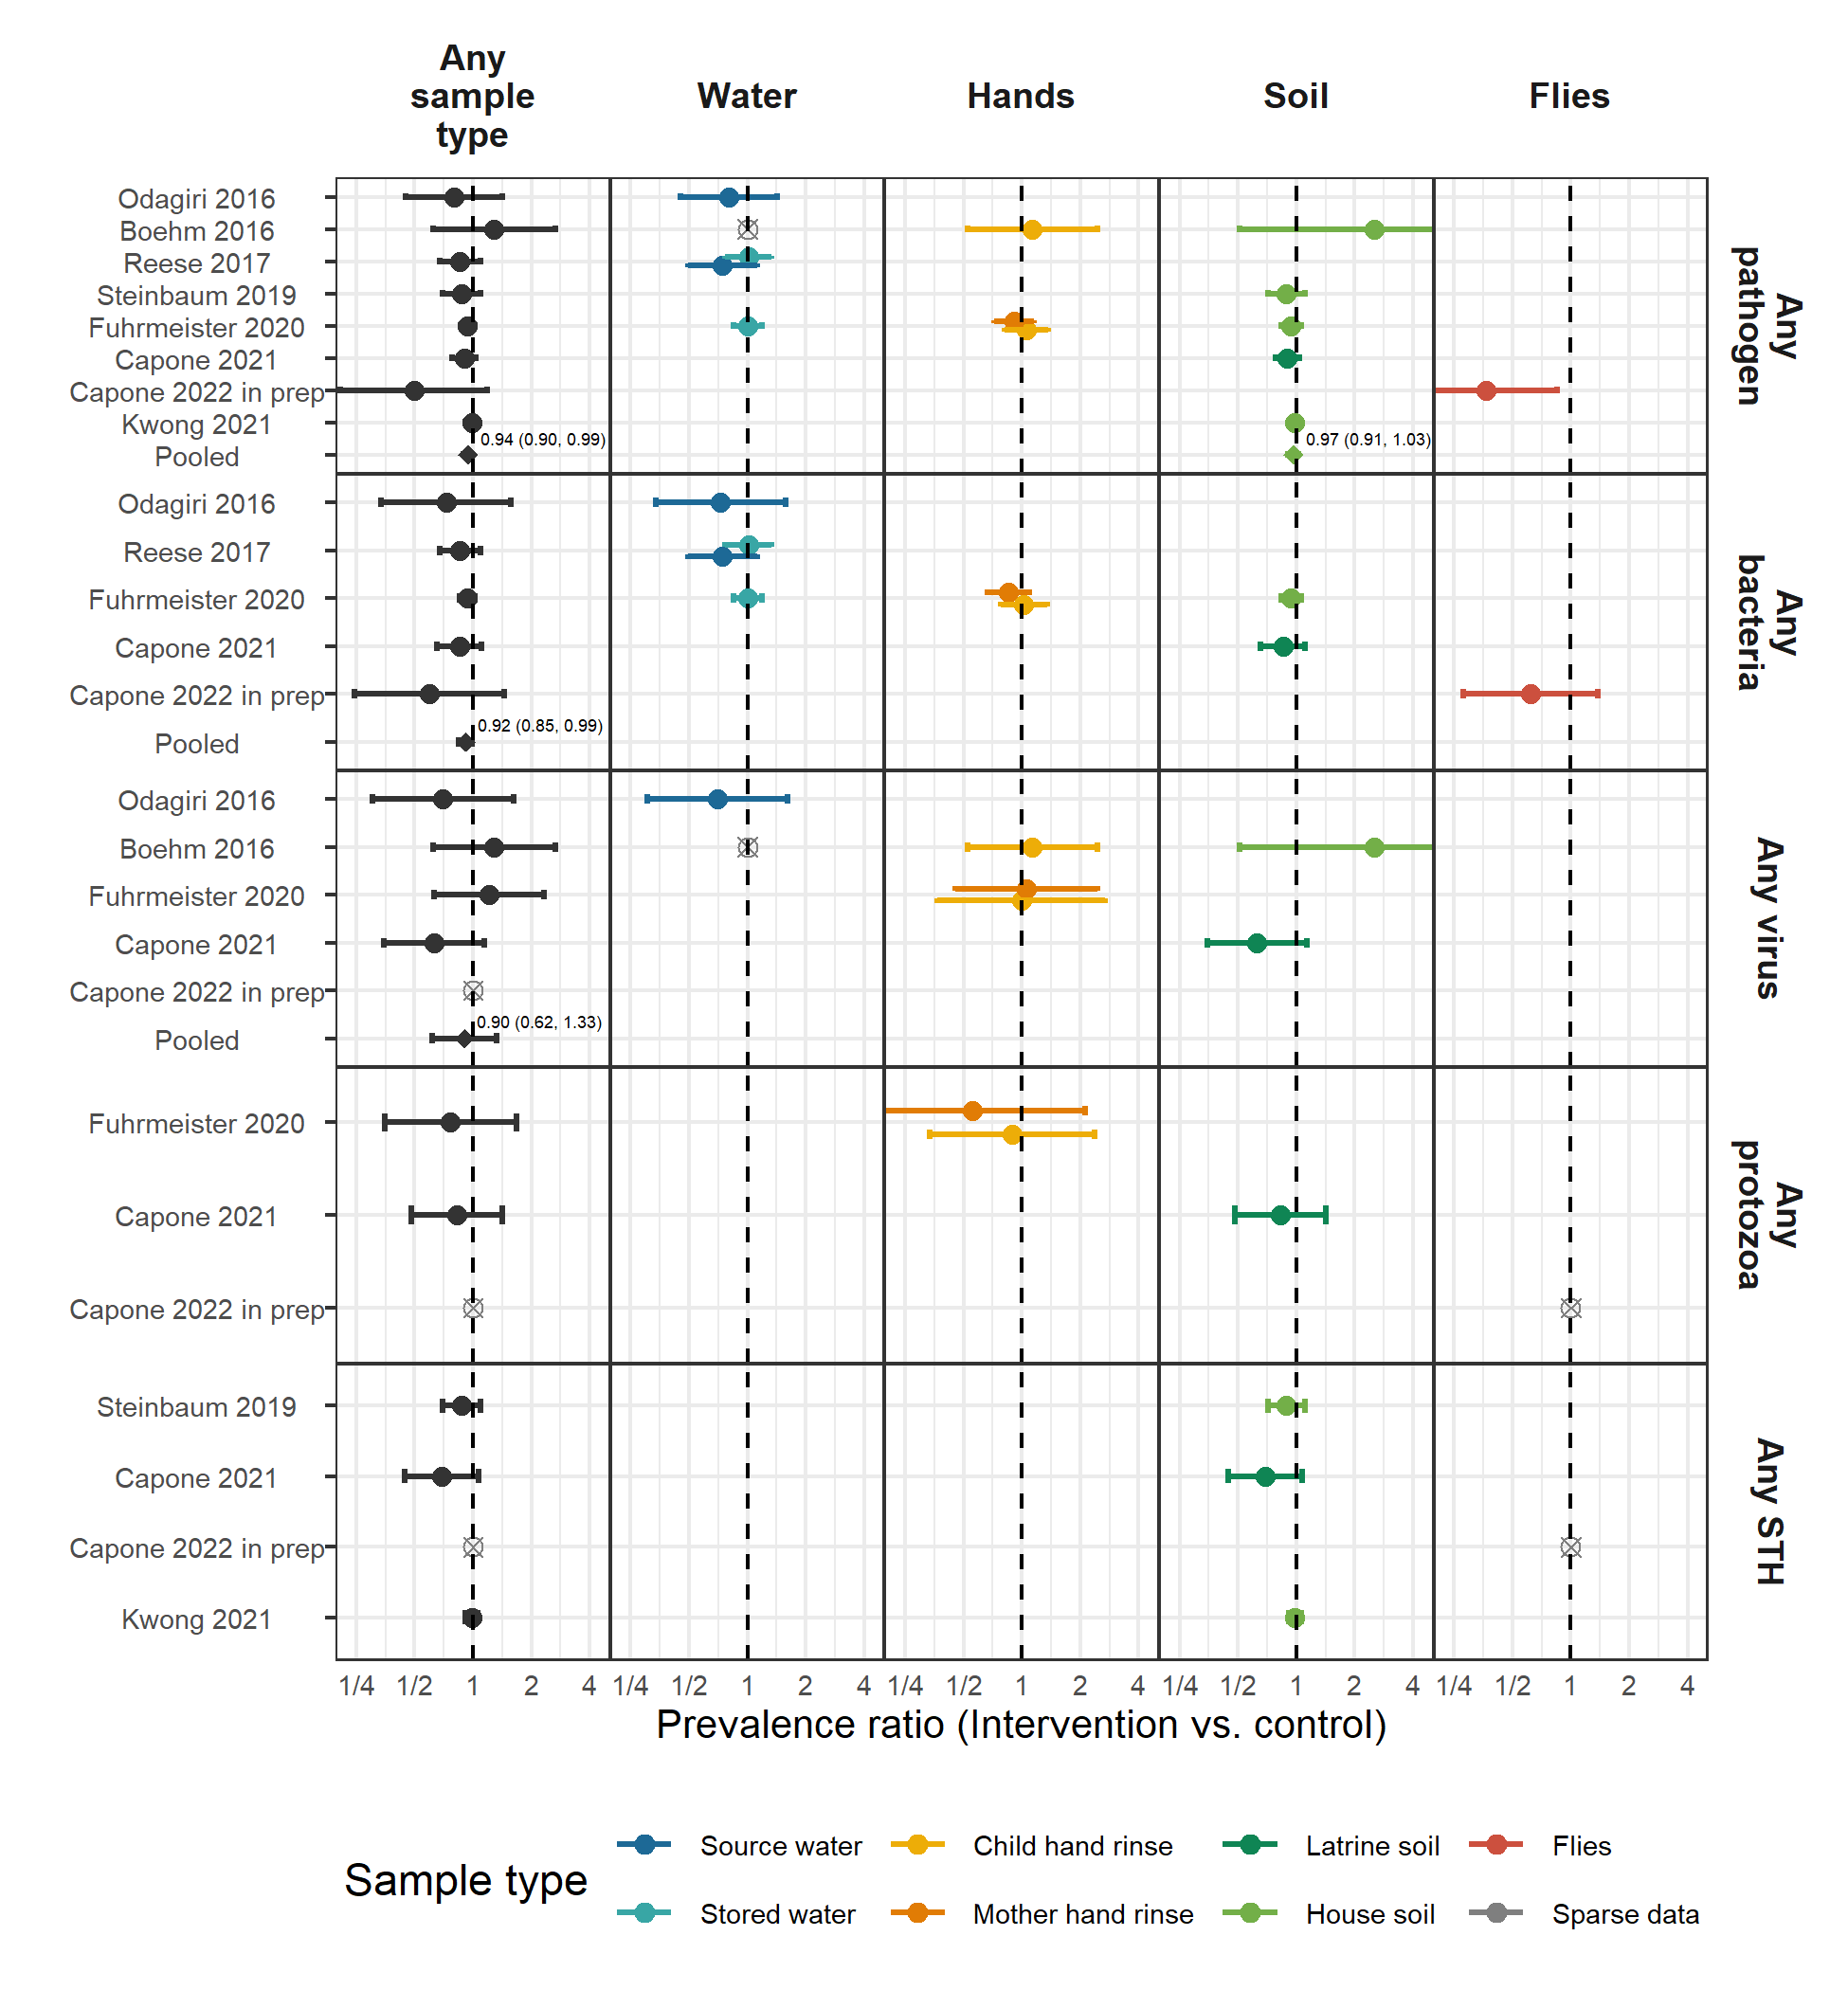 Any
sample
type
Water
Hands
Soil
Flies
Odagiri 2016
Boehm 2016
Reese 2017
Steinbaum 2019
Fuhrmeister 2020
Capone 2021
Capone 2022 in prep
Kwong 2021
Pooled
0.94 (0.90, 0.99)
0.97 (0.91, 1.03)
Any
pathogen
Odagiri 2016
Reese 2017
Fuhrmeister 2020
Capone 2021
Capone 2022 in prep
Pooled
0.92 (0.85, 0.99)
Any
bacteria
Odagiri 2016
Boehm 2016
Fuhrmeister 2020
Capone 2021
Capone 2022 in prep
Pooled
0.90 (0.62, 1.33)
Any virus
Fuhrmeister 2020
Capone 2021
Capone 2022 in prep
Any
protozoa
Steinbaum 2019
Capone 2021
Capone 2022 in prep
Kwong 2021
Any STH
1/4 1/2 1 2 4 1/4 1/2 1 2 4 1/4 1/2 1 2 4 1/4 1/2 1 2 4 1/4 1/2 1 2 4
Prevalence ratio (Intervention vs. control)
Sample type
Source water Child hand rinse Latrine soil Flies
Stored water Mother hand rinse House soil Sparse data